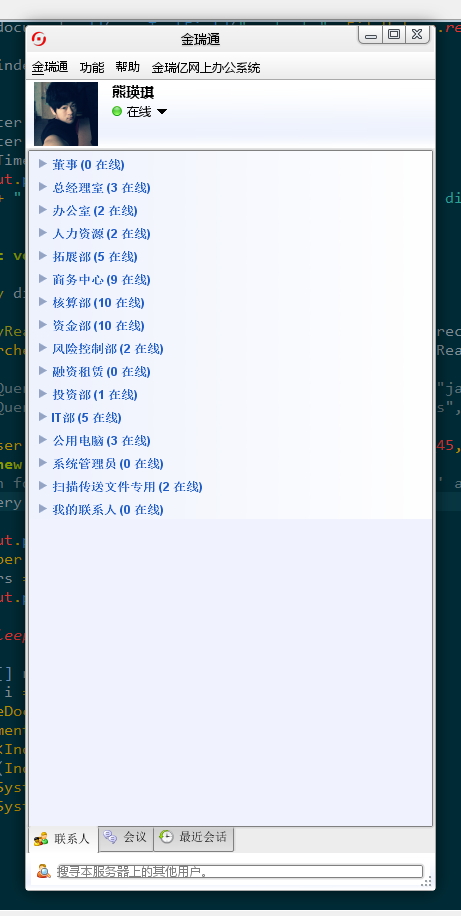 金瑞通
金瑞通 功能 帮助 金瑞亿网上办公系统
熊瑛琪
在线
董事 (0 在线)
总经理室 (3 在线)
办公室 (2 在线)
人力资源 (2 在线)
拓展部 (5 在线)
商务中心 (9 在线)
核算部 (10 在线)
资金部 (10 在线)
风险控制部 (2 在线)
融资租赁 (0 在线)
投资部 (1 在线)
IT部 (5 在线)
公用电脑 (3 在线)
系统管理员 (0 在线)
扫描传送文件专用 (2 在线)
我的联系人 (0 在线)
联系人 会议 最近会话
搜寻本服务器上的其他用户。